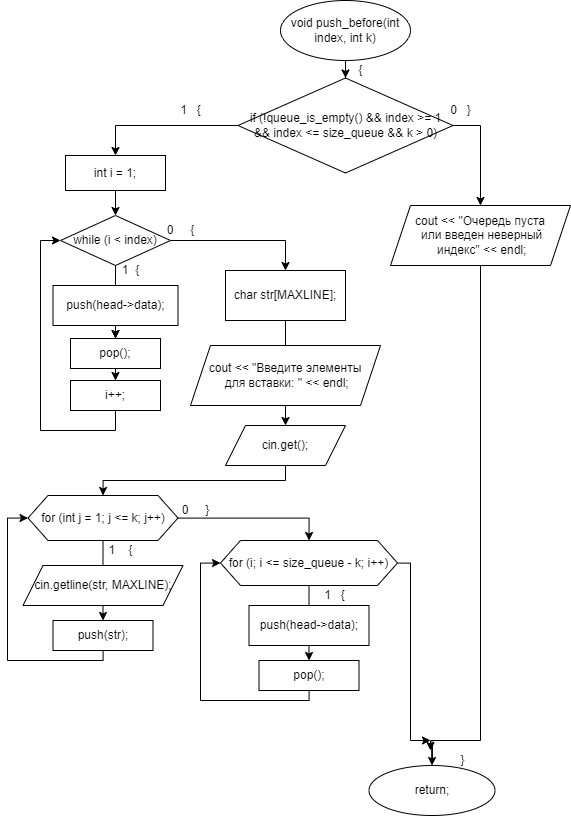 void push_before(int
index, int k)
{
if (!queue_is_empty() && index >= 1
&& index <= size_queue && k > 0)
1 {
0 }
int i = 1;
while (i < index)
0 {
1 {
push(head->data);
pop();
i++;
char str[MAXLINE];
cout << "Введите элементы
для вставки: " << endl;
cin.get();
cout << "Очередь пуста
или введен неверный
индекс" << endl;
for (int j = 1; j <= k; j++)
0 }
1 {
cin.getline(str, MAXLINE);
push(str);
for (i; i <= size_queue - k; i++)
1 {
push(head->data);
pop();
}
return;